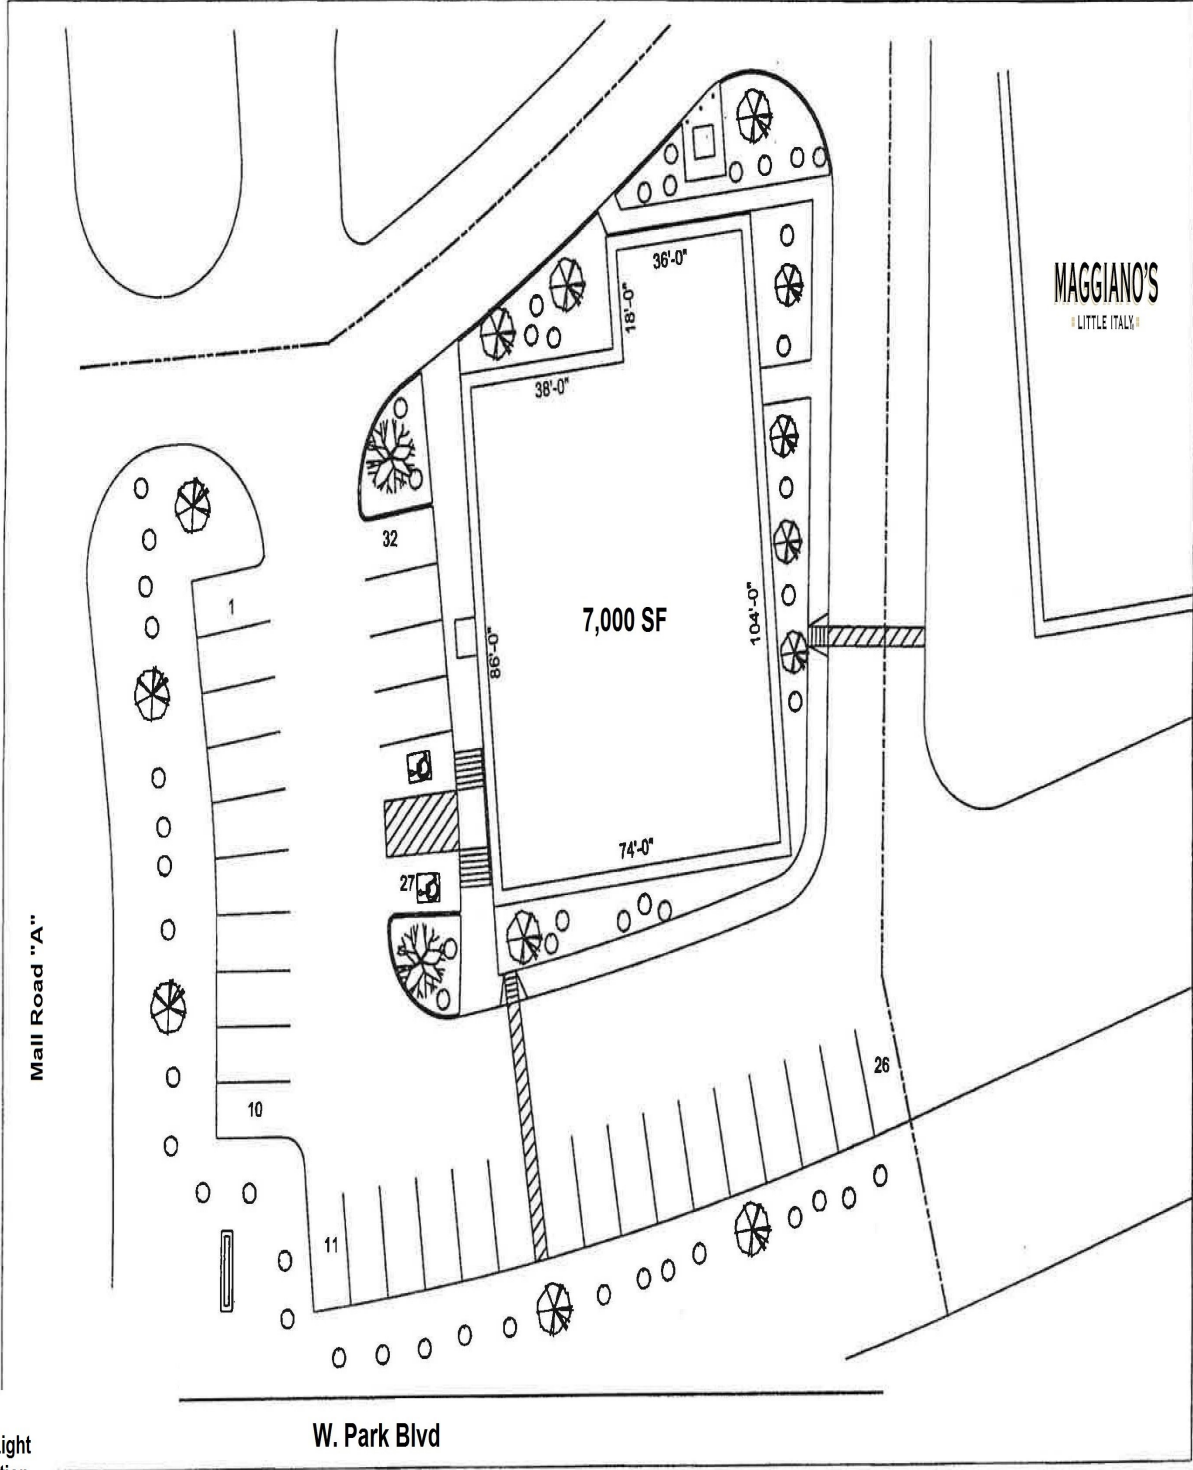 36'-0"
18'-0"
MAGGIANO'S
LITTLE ITALY
38'-0"
32
1
7,000 SF
104'-0"
86'-0"
74'-0"
27
Mall Road "A"
26
10
11
W. Park Blvd